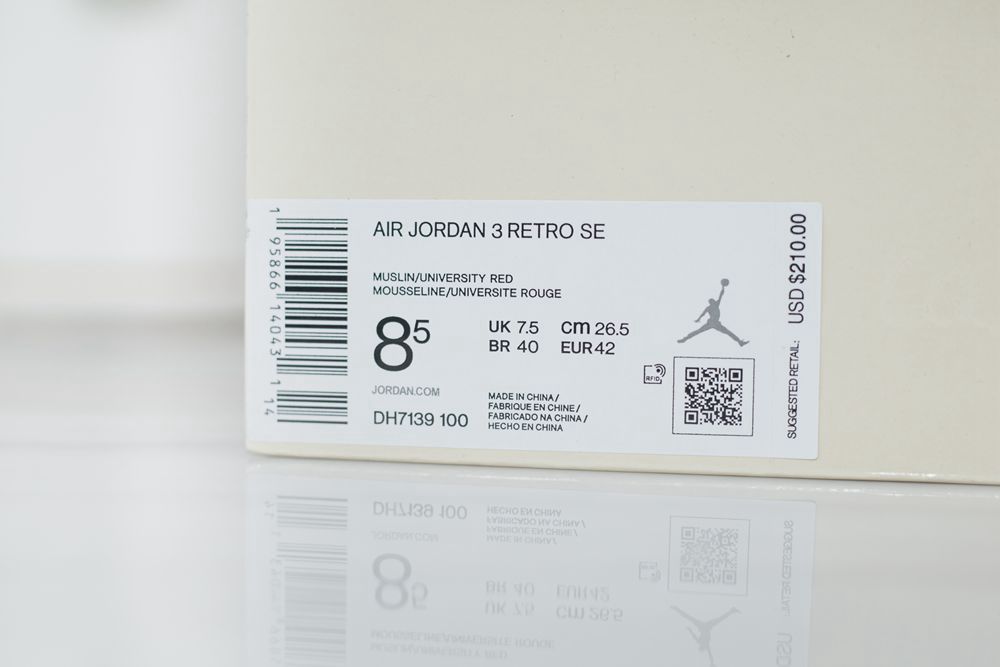 AIR JORDAN 3 RETRO SE
MUSLIN/UNIVERSITY RED
MOUSSELINE/UNIVERSITE ROUGE
8⁵
UK 7.5 cm 26.5
BR 40 EUR 42
JORDAN.COM
DH7139 100
MADE IN CHINA/
FABRIQUE EN CHINE/
FABRICADO NA CHINA/
HECHO EN CHINA
RFID
SUGGESTED RETAIL: USD $210.00
1 95866 14043 1 14